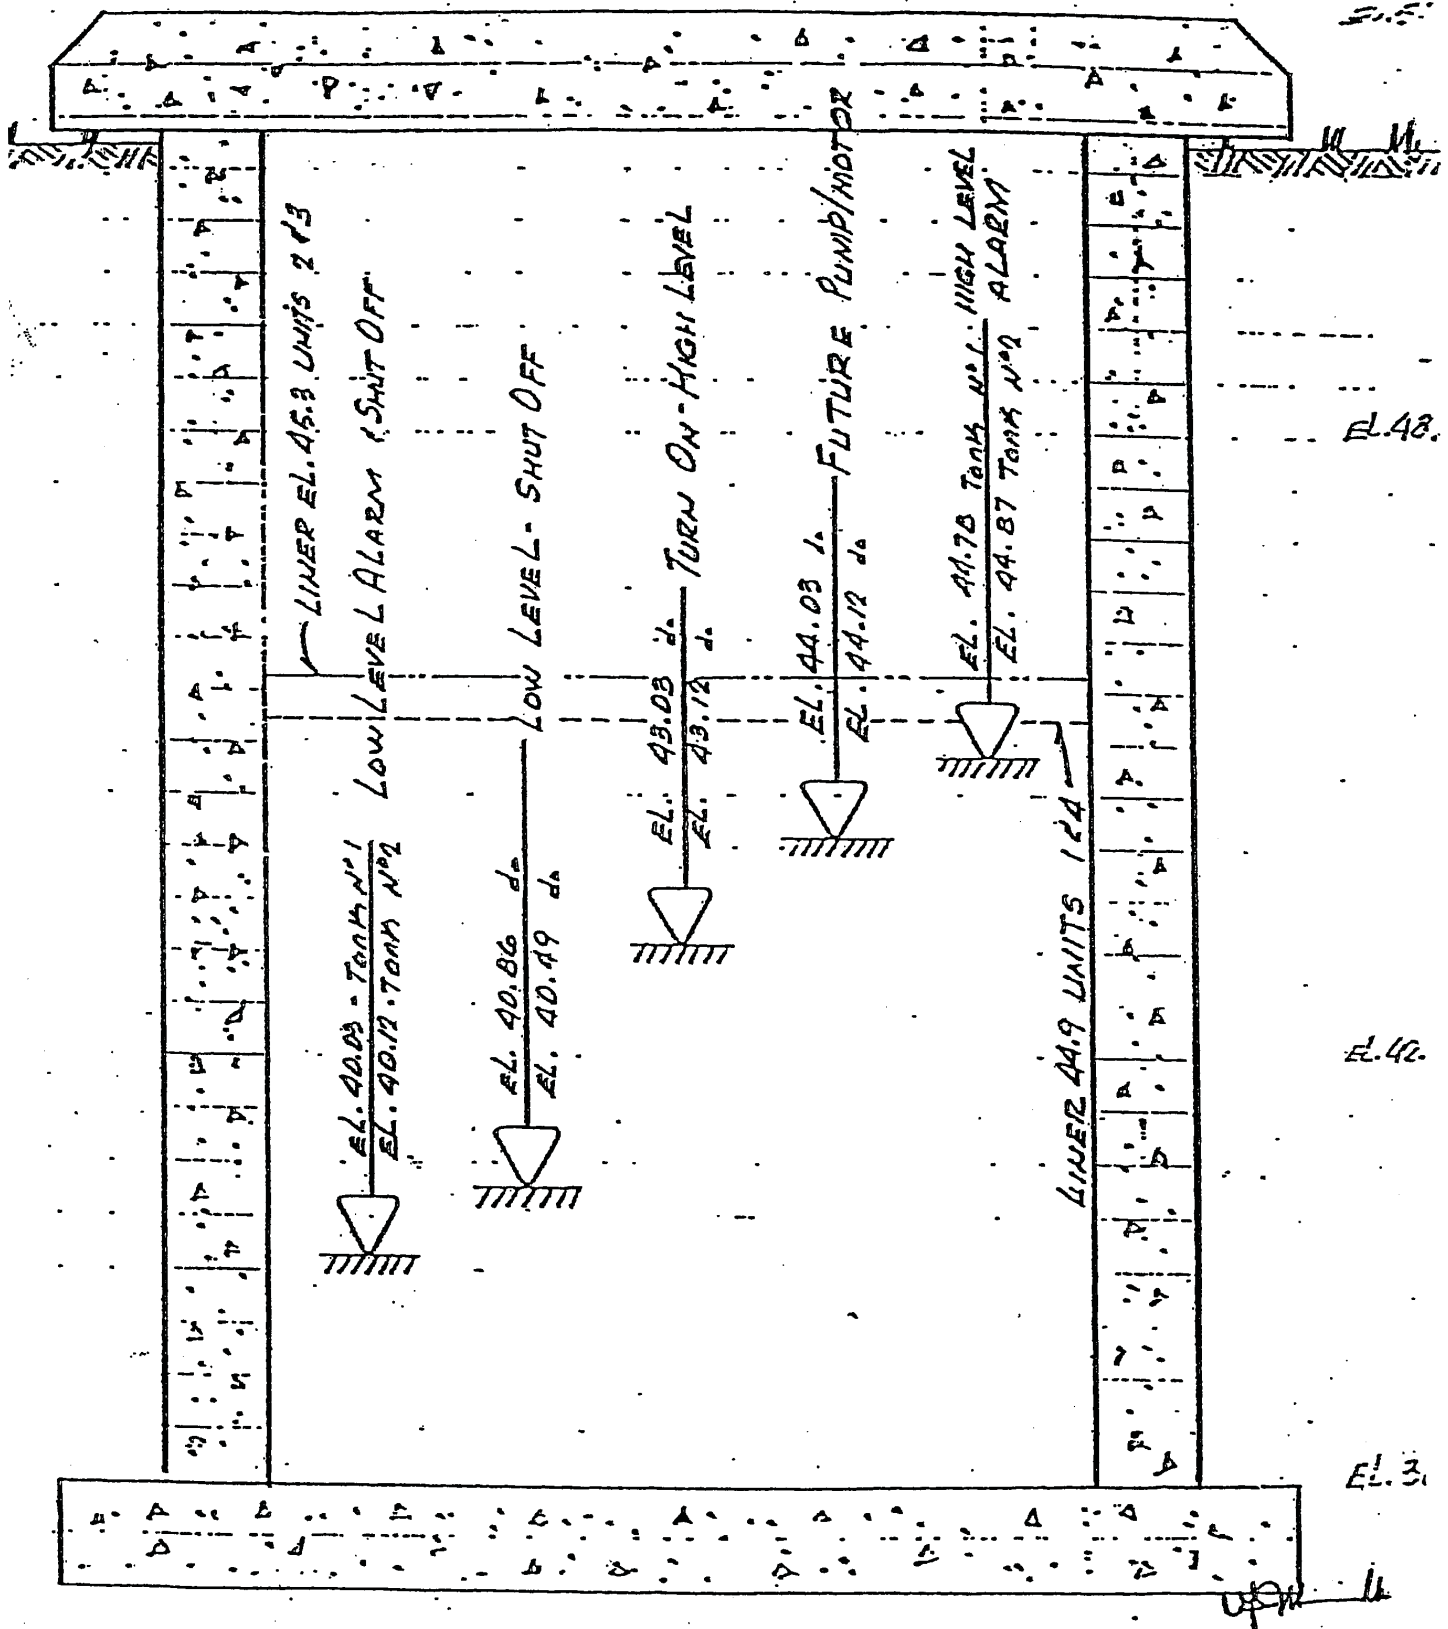 LINER EL. 45.3 UNITS 2 & 3
LOW LEVEL ALARM & SHUT OFF
EL. 40.03 - TANK Nº 1
EL. 40.12 - TANK Nº 2
LOW LEVEL - SHUT OFF
EL. 40.86 do
EL. 40.49 do
TURN ON - HIGH LEVEL
EL. 43.03 do
EL. 43.12 do
FUTURE PUMP/MOTOR
EL. 44.03 do
EL. 44.12 do
HIGH LEVEL
ALARM
EL. 44.78 TANK Nº 1
EL. 44.87 TANK Nº 2
LINER 44.9 UNITS 1 & 4
EL. 48.
EL. 42.
EL. 3